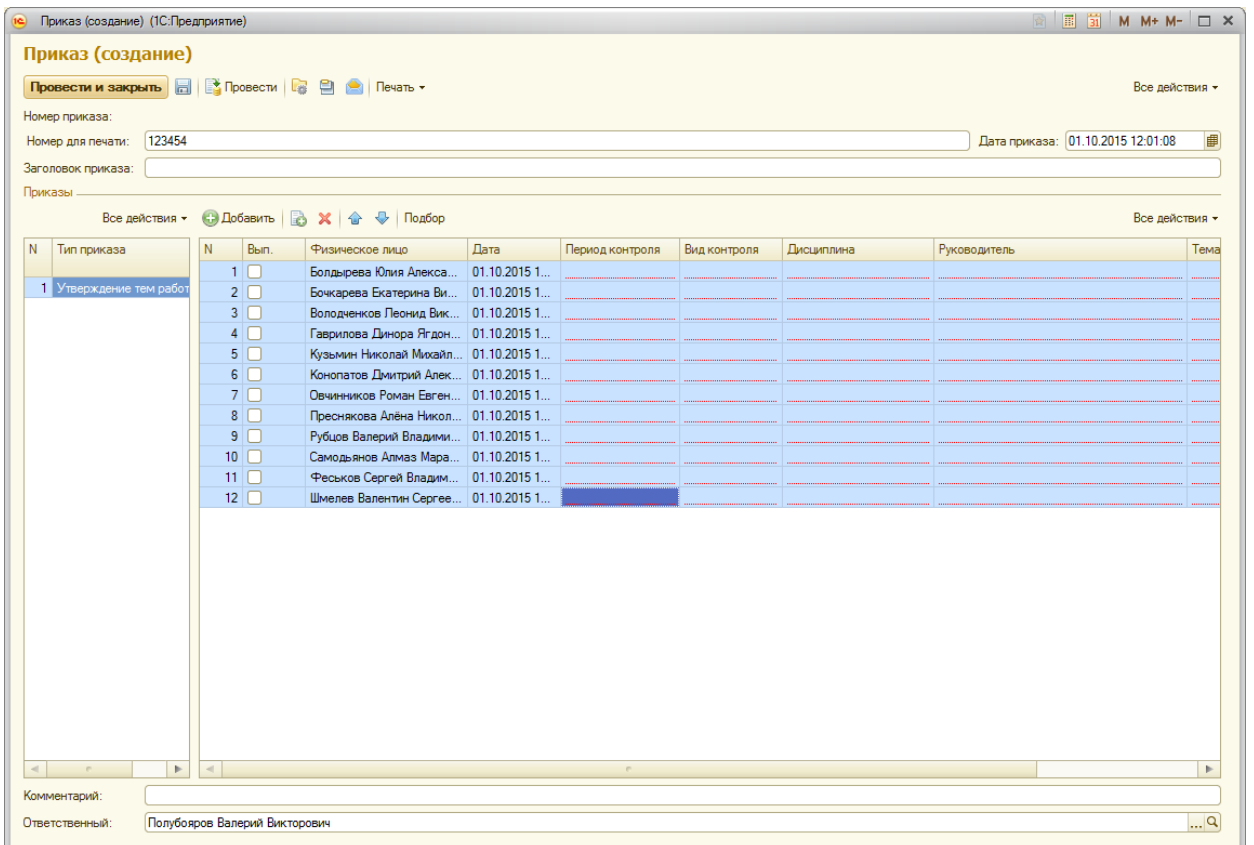 Приказ (создание) (1С:Предприятие) 31 M M+ M-
Приказ (создание)
Провести и закрыть Провести Печать Все действия
Номер приказа:
Номер для печати: 123454 Дата приказа: 01.10.2015 12:01:08
Заголовок приказа:
Приказы
Все действия Добавить Подбор Все действия
N Тип приказа N Вып. Физическое лицо Дата Период контроля Вид контроля Дисциплина Руководитель Тема
1 Болдырева Юлия Алекса... 01.10.2015 1...
1 Утверждение тем работ 2 Бочкарева Екатерина Ви... 01.10.2015 1...
3 Володченков Леонид Вик... 01.10.2015 1...
4 Гаврилова Динора Ягдон... 01.10.2015 1...
5 Кузьмин Николай Михайл... 01.10.2015 1...
6 Конопатов Дмитрий Алек... 01.10.2015 1...
7 Овчинников Роман Евген... 01.10.2015 1...
8 Преснякова Алёна Никол... 01.10.2015 1...
9 Рубцов Валерий Владими... 01.10.2015 1...
10 Самодьянов Алмаз Мара... 01.10.2015 1...
11 Феськов Сергей Владим... 01.10.2015 1...
12 Шмелев Валентин Сергее... 01.10.2015 1...
Комментарий:
Ответственный: Полубояров Валерий Викторович ...